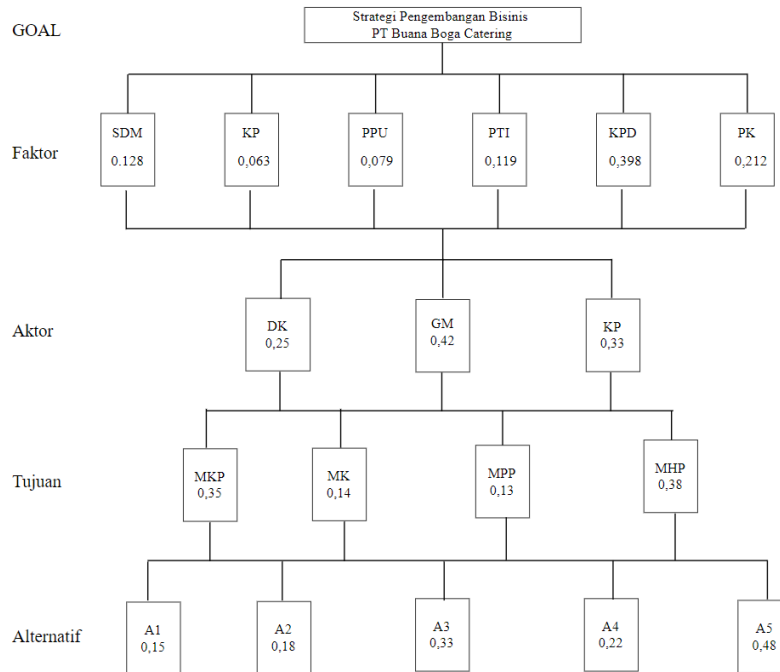 GOAL
Strategi Pengembangan Bisinis
PT Buana Boga Catering
Faktor
SDM
0.128
KP
0,063
PPU
0,079
PTI
0,119
KPD
0,398
PK
0,212
Aktor
DK
0,25
GM
0,42
KP
0,33
Tujuan
MKP
0,35
MK
0,14
MPP
0,13
MHP
0,38
Alternatif
A1
0,15
A2
0,18
A3
0,33
A4
0,22
A5
0,48